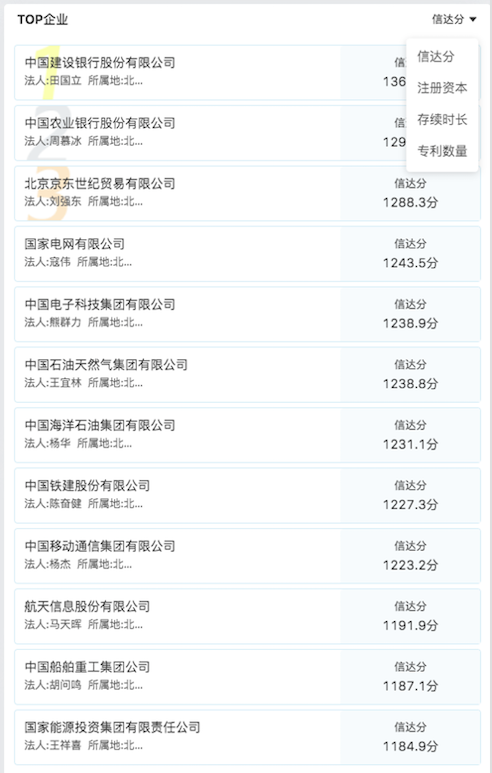 TOP企业
信达分
信达分
注册资本
存续时长
专利数量
1
中国建设银行股份有限公司
法人:田国立 所属地:北...
信
136
2
中国农业银行股份有限公司
法人:周慕冰 所属地:北...
信
129
3
北京京东世纪贸易有限公司
法人:刘强东 所属地:北...
信达分
1288.3分
国家电网有限公司
法人:寇伟 所属地:北...
信达分
1243.5分
中国电子科技集团有限公司
法人:熊群力 所属地:北...
信达分
1238.9分
中国石油天然气集团有限公司
法人:王宜林 所属地:北...
信达分
1238.8分
中国海洋石油集团有限公司
法人:杨华 所属地:北...
信达分
1231.1分
中国铁建股份有限公司
法人:陈奋健 所属地:北...
信达分
1227.3分
中国移动通信集团有限公司
法人:杨杰 所属地:北...
信达分
1223.2分
航天信息股份有限公司
法人:马天晖 所属地:北...
信达分
1191.9分
中国船舶重工集团公司
法人:胡问鸣 所属地:北...
信达分
1187.1分
国家能源投资集团有限责任公司
法人:王祥喜 所属地:北...
信达分
1184.9分